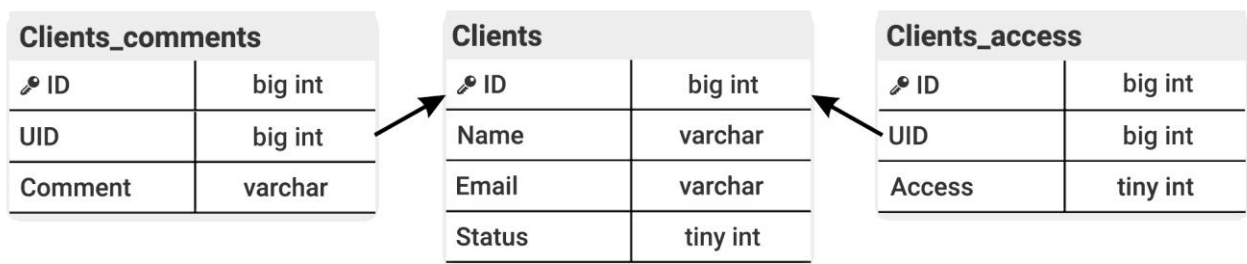 Clients_comments
ID big int
UID big int
Comment varchar
Clients
ID big int
Name varchar
Email varchar
Status tiny int
Clients_access
ID big int
UID big int
Access tiny int